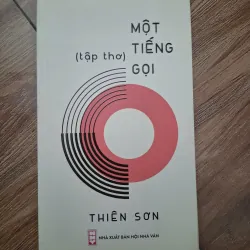 MỘT
(tập thơ) TIẾNG
GỌI
THIÊN SƠN
NHÀ XUẤT BẢN HỘI NHÀ VĂN